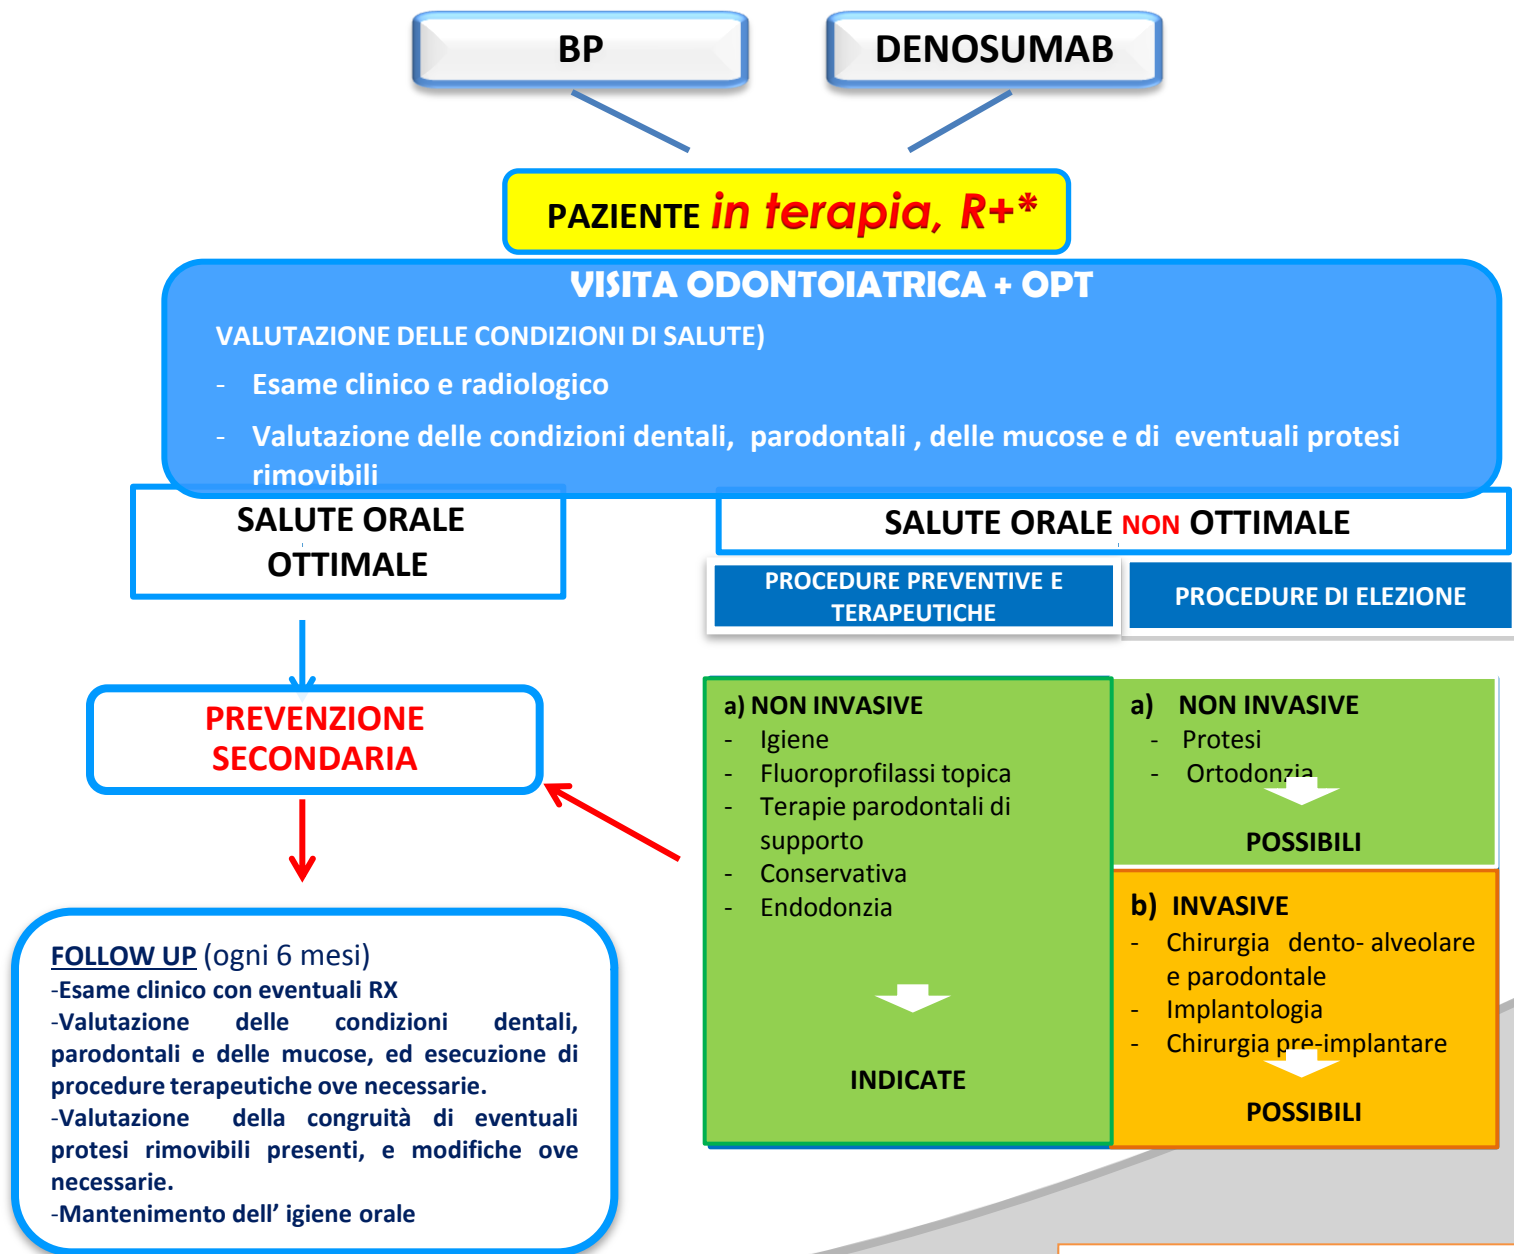 BP
DENOSUMAB
PAZIENTE in terapia, R+*
VISITA ODONTOIATRICA + OPT
VALUTAZIONE DELLE CONDIZIONI DI SALUTE)
- Esame clinico e radiologico
- Valutazione delle condizioni dentali, parodontali , delle mucose e di eventuali protesi
rimovibili
SALUTE ORALE
OTTIMALE
SALUTE ORALE NON OTTIMALE
PROCEDURE PREVENTIVE E
TERAPEUTICHE
PROCEDURE DI ELEZIONE
PREVENZIONE
SECONDARIA
a) NON INVASIVE
- Igiene
- Fluoroprofilassi topica
- Terapie parodontali di
supporto
- Conservativa
- Endodonzia
INDICATE
a) NON INVASIVE
- Protesi
- Ortodonzia
POSSIBILI
b) INVASIVE
- Chirurgia dento- alveolare
e parodontale
- Implantologia
- Chirurgia pre-implantare
POSSIBILI
FOLLOW UP (ogni 6 mesi)
-Esame clinico con eventuali RX
-Valutazione delle condizioni dentali,
parodontali e delle mucose, ed esecuzione di
procedure terapeutiche ove necessarie.
-Valutazione della congruità di eventuali
protesi rimovibili presenti, e modifiche ove
necessarie.
-Mantenimento dell' igiene orale